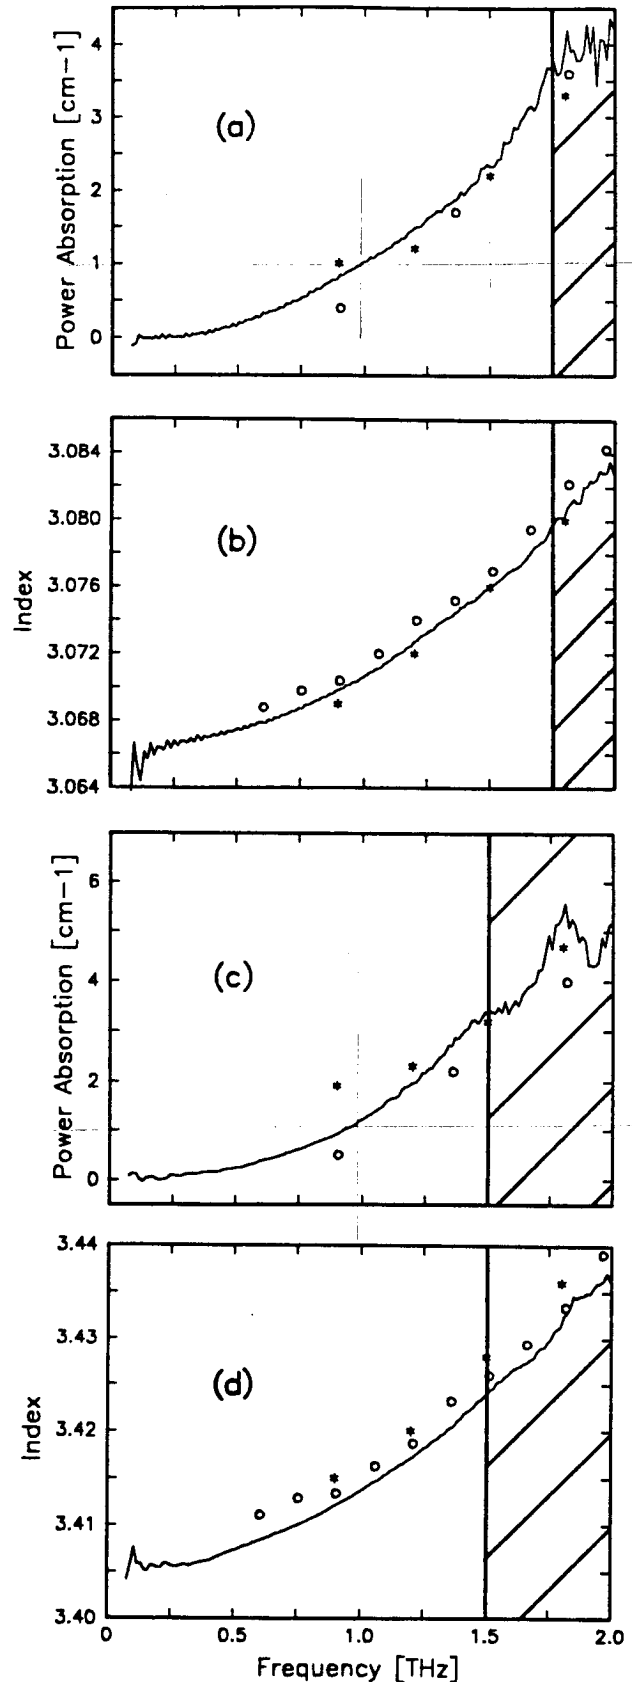 Power Absorption [cm−1]
4
3
2
1
0
(a)
Index
3.084
3.080
3.076
3.072
3.068
3.064
(b)
Power Absorption [cm−1]
6
4
2
0
(c)
Index
3.44
3.43
3.42
3.41
3.40
(d)
0
0.5
1.0
1.5
2.0
Frequency [THz]